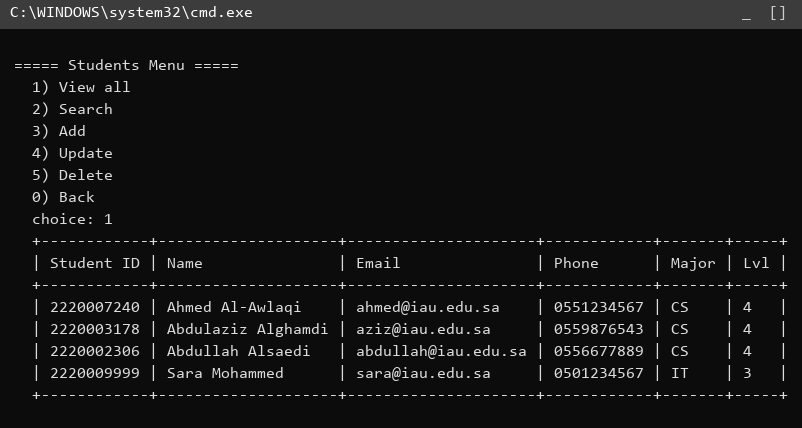 C:\WINDOWS\system32\cmd.exe _ []
===== Students Menu =====
  1) View all
  2) Search
  3) Add
  4) Update
  5) Delete
  0) Back
  choice: 1
  +------------+--------------------+---------------------+------------+-------+-----+
  | Student ID | Name               | Email               | Phone      | Major | Lvl |
  +------------+--------------------+---------------------+------------+-------+-----+
  | 2220007240 | Ahmed Al-Awlaqi    | ahmed@iau.edu.sa    | 0551234567 | CS    | 4   |
  | 2220003178 | Abdulaziz Alghamdi | aziz@iau.edu.sa     | 0559876543 | CS    | 4   |
  | 2220002306 | Abdullah Alsaedi   | abdullah@iau.edu.sa | 0556677889 | CS    | 4   |
  | 2220009999 | Sara Mohammed      | sara@iau.edu.sa     | 0501234567 | IT    | 3   |
  +------------+--------------------+---------------------+------------+-------+-----+